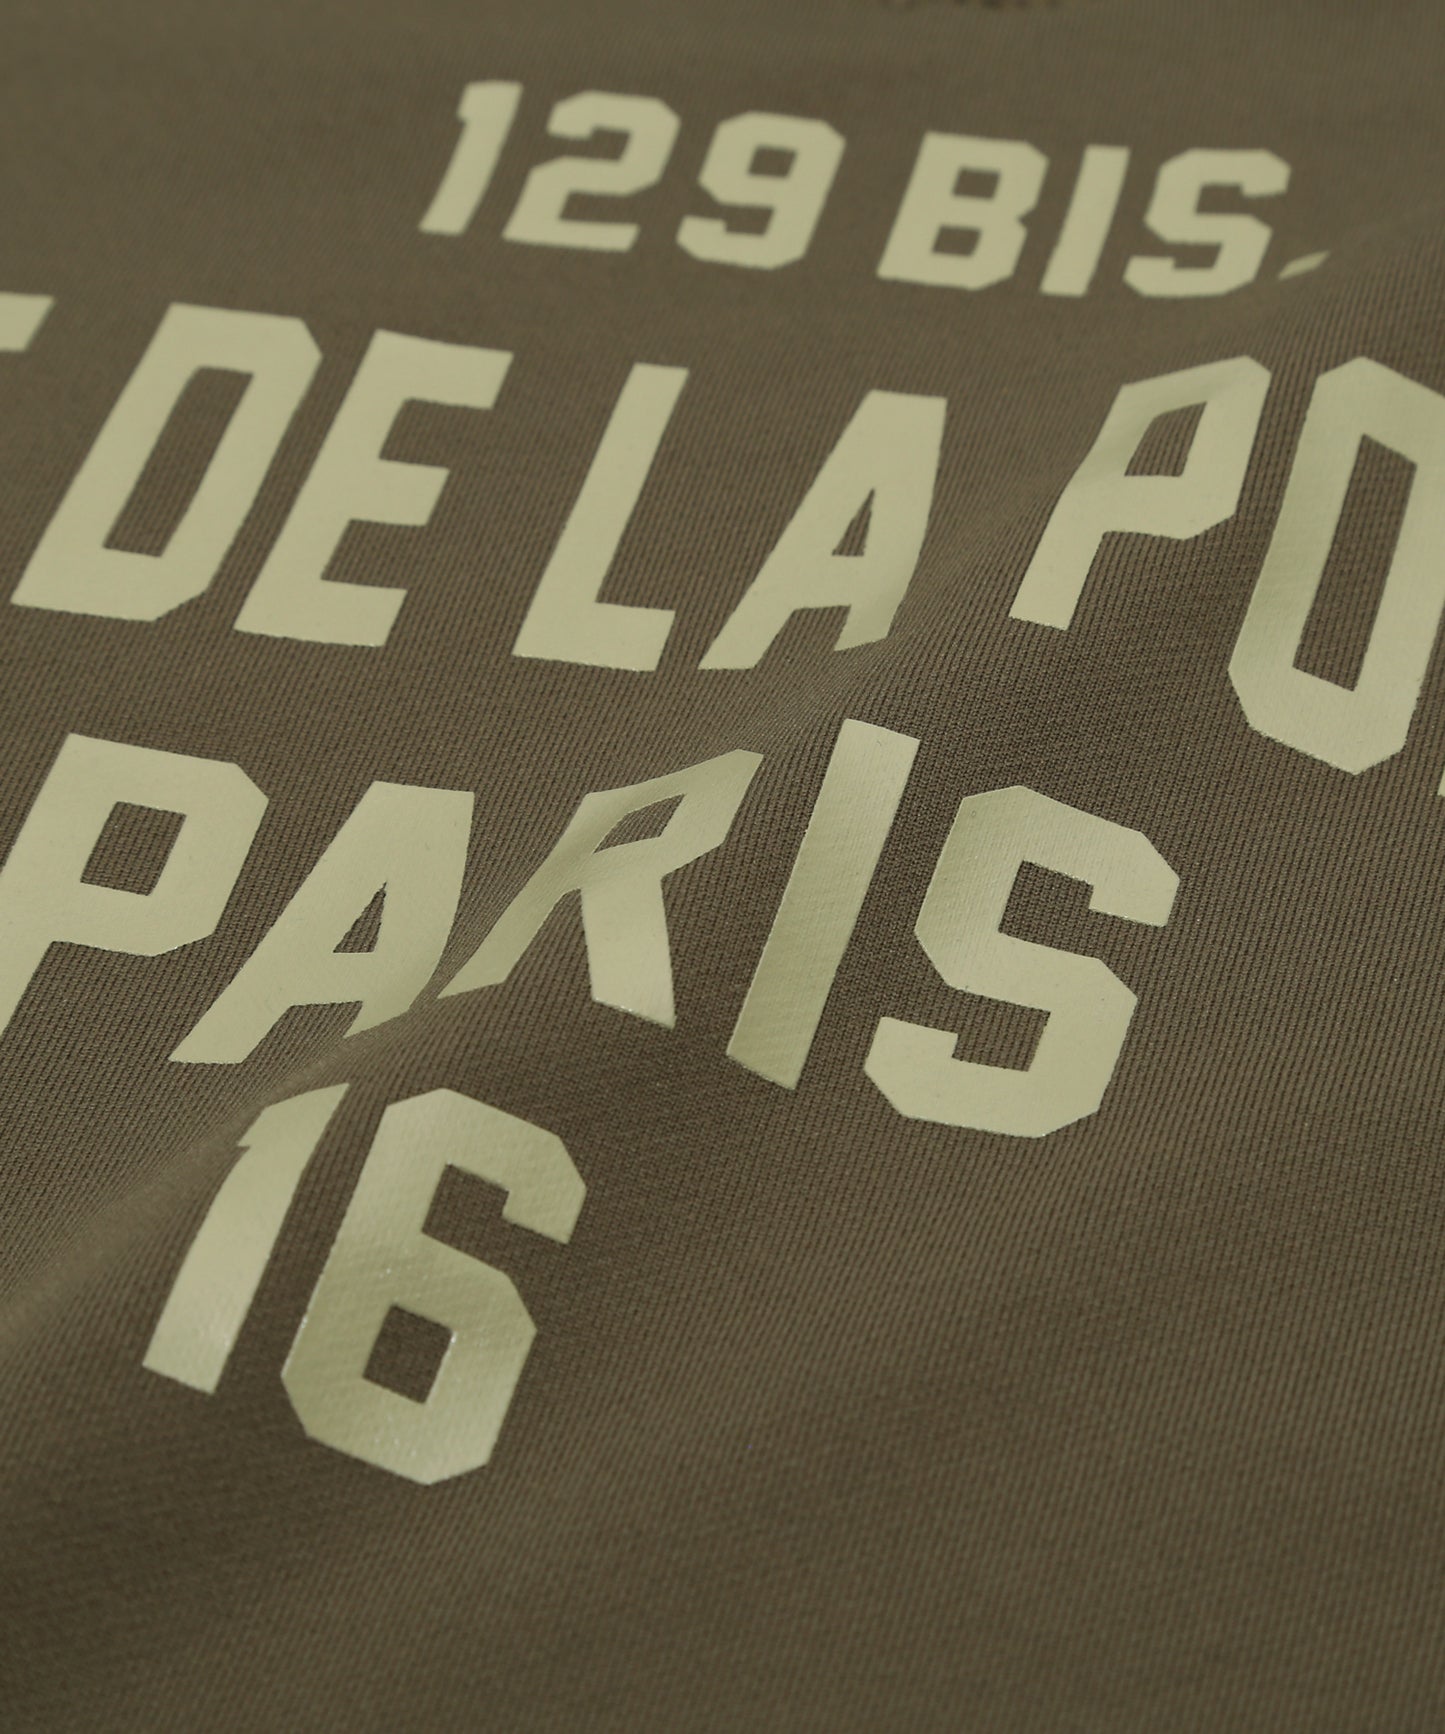 129 BIS.
DE LA
PARIS
16